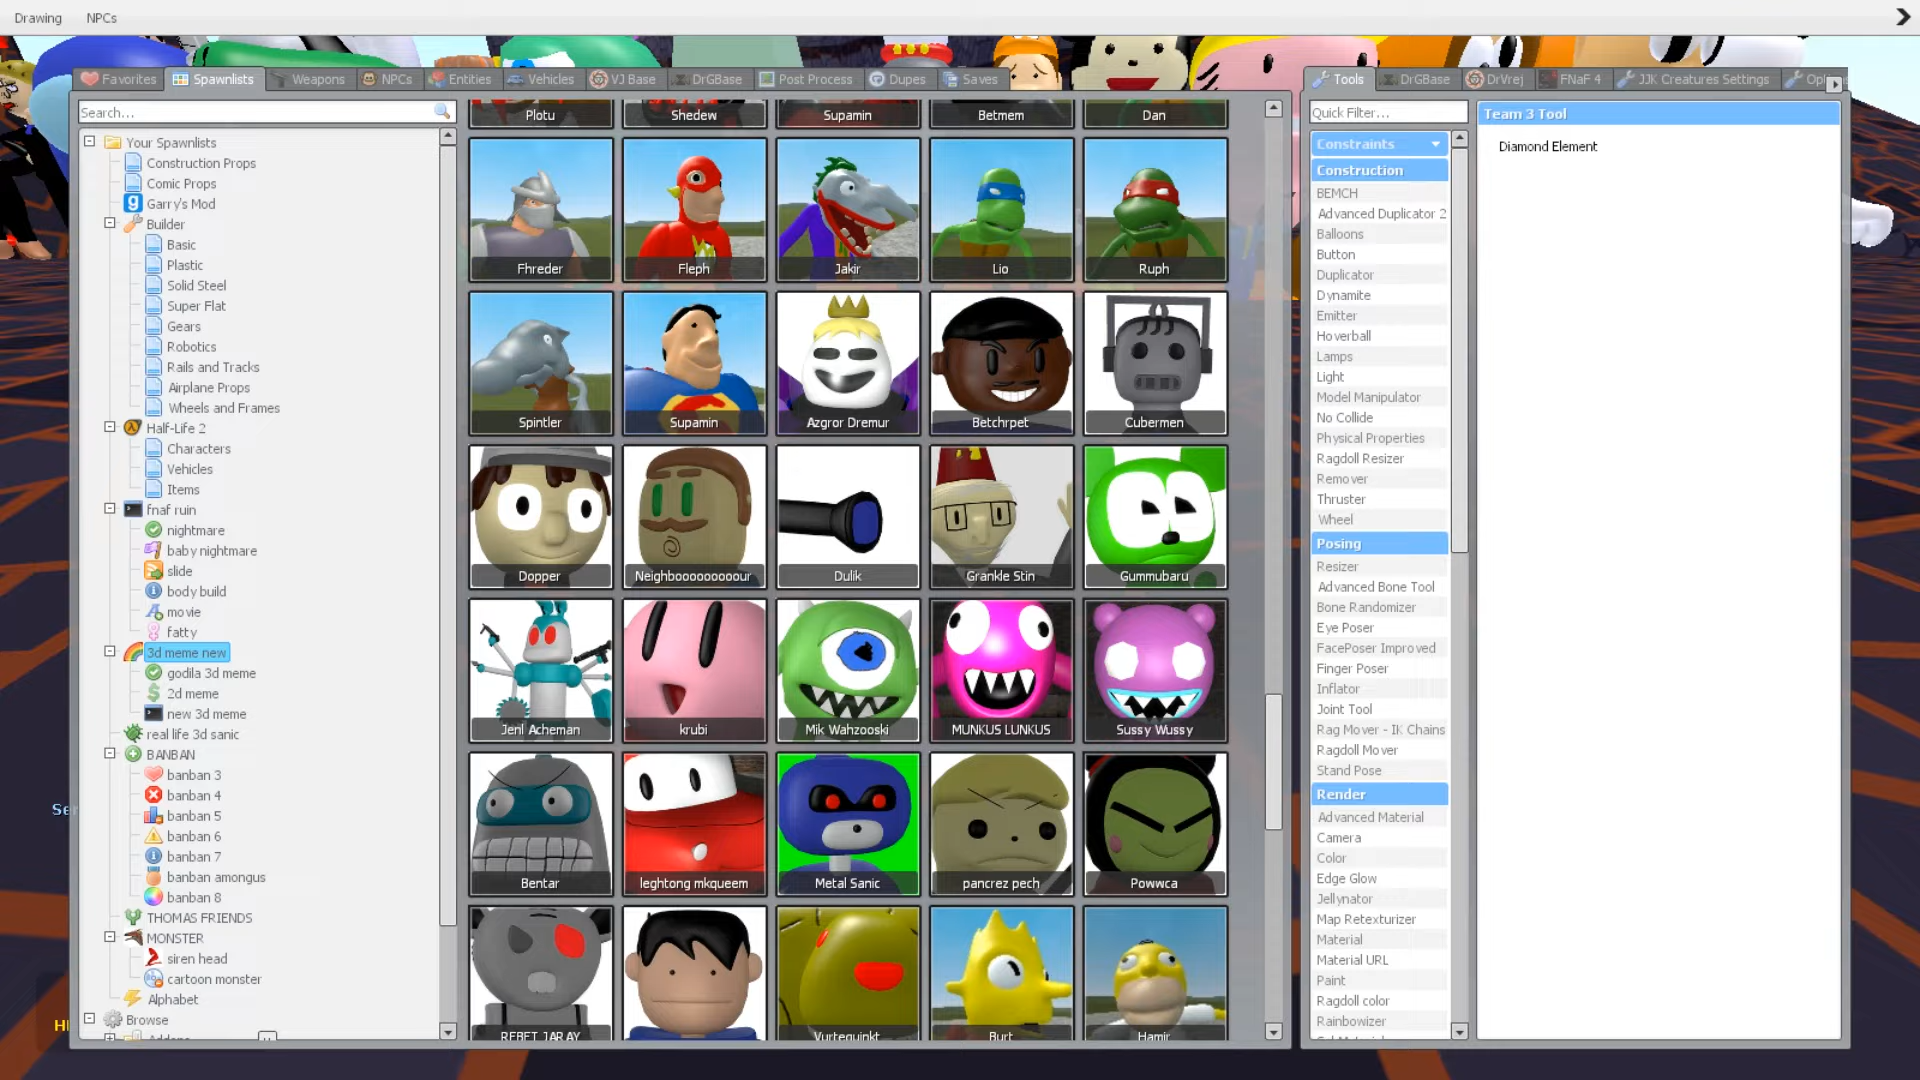 Drawing NPCs
Favorites Spawnlists Weapons NPCs Entities Vehicles VJ Base DrGBase Post Process Dupes Saves
Search...
Your Spawnlists
Construction Props
Comic Props
Garry's Mod
Builder
Basic
Plastic
Solid Steel
Super Flat
Gears
Robotics
Rails and Tracks
Airplane Props
Wheels and Frames
Half-Life 2
Characters
Vehicles
Items
fnaf ruin
nightmare
baby nightmare
slide
body build
movie
fatty
3d meme new
godila 3d meme
2d meme
new 3d meme
real life 3d sanic
BANBAN
banban 3
banban 4
banban 5
banban 6
banban 7
banban amongus
banban 8
THOMAS FRIENDS
MONSTER
siren head
cartoon monster
Alphabet
Browse
Plotu Shedew Supamin Betmem Dan
Fhreder Fleph Jakir Lio Ruph
Spintler Supamin Azgror Dremur Betchrpet Cubermen
Dopper Neighboooooooooour Dulik Grankle Stin Gummubaru
Jenl Acheman krubi Mik Wahzooski MUNKUS LUNKUS Sussy Wussy
Bentar leghtong mkqueem Metal Sanic pancrez pech Powwca
REBET JARAY Vurtequinkt Burt Hamir
Tools DrGBase DrVrej FNaF 4 JJK Creatures Settings
Quick Filter...
Constraints
Construction
BEMCH
Advanced Duplicator 2
Balloons
Button
Duplicator
Dynamite
Emitter
Hoverball
Lamps
Light
Model Manipulator
No Collide
Physical Properties
Ragdoll Resizer
Remover
Thruster
Wheel
Posing
Resizer
Advanced Bone Tool
Bone Randomizer
Eye Poser
FacePoser Improved
Finger Poser
Inflator
Joint Tool
Rag Mover - IK Chains
Ragdoll Mover
Stand Pose
Render
Advanced Material
Camera
Color
Edge Glow
Jellynator
Map Retexturizer
Material
Material URL
Paint
Ragdoll color
Rainbowizer
Team 3 Tool
Diamond Element